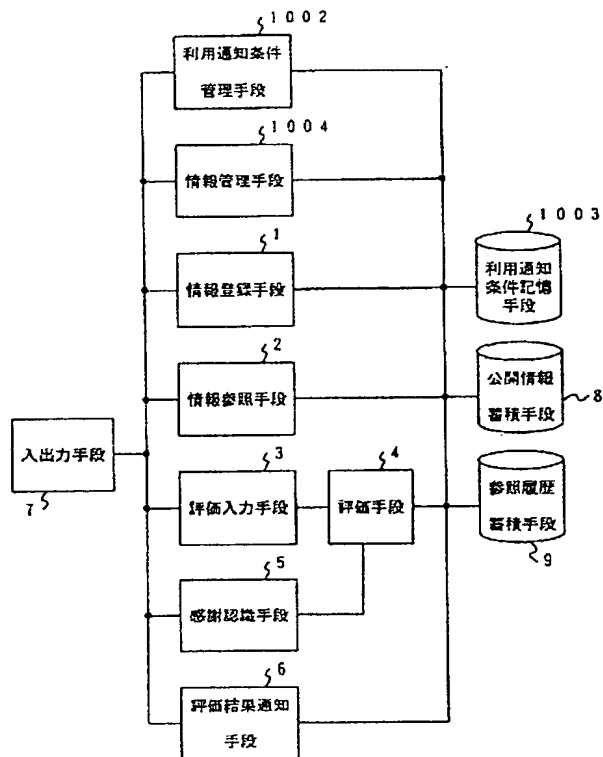 1002
利用通知条件
管理手段
1004
情報管理手段
1
情報登録手段
2
情報参照手段
3
評価入力手段
4
評価手段
5
感謝認識手段
6
評価結果通知
手段
入出力手段
7
1003
利用通知
条件記憶
手段
公開情報
蓄積手段
8
参照履歴
蓄積手段
9